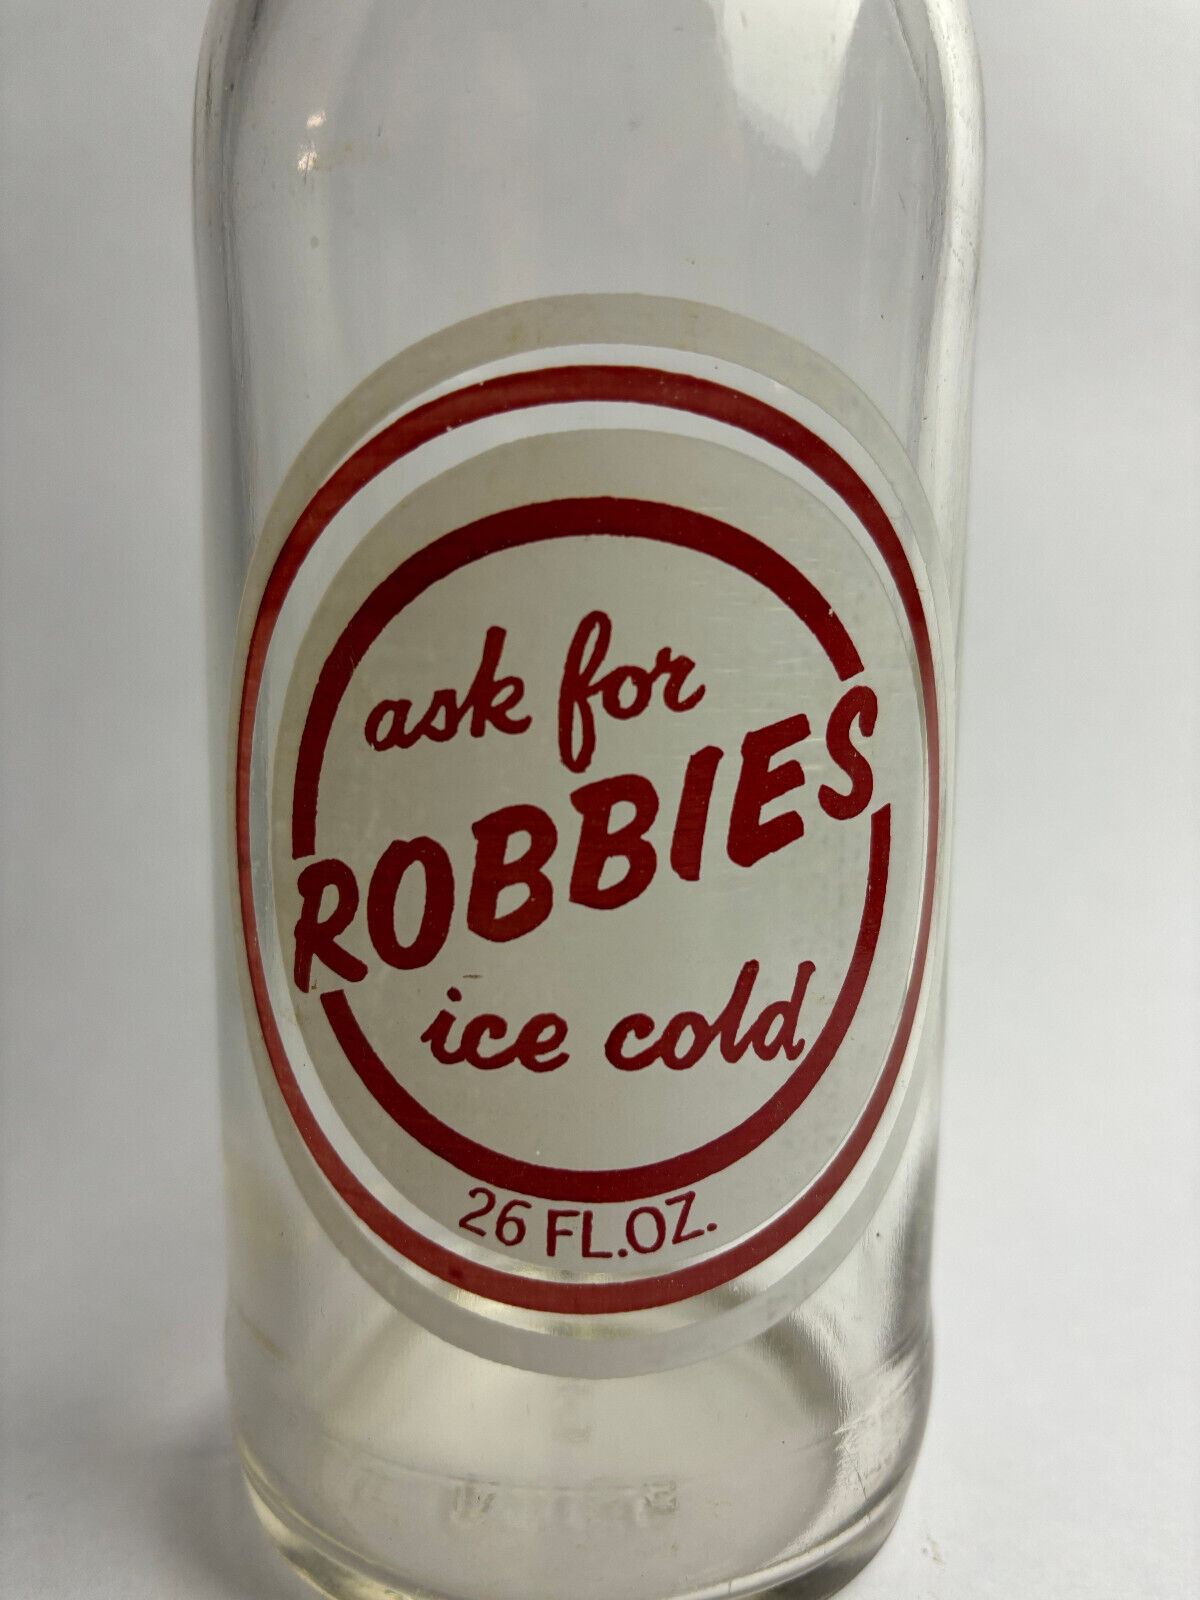 ask for
ROBBIES
ice cold
26 FL.OZ.